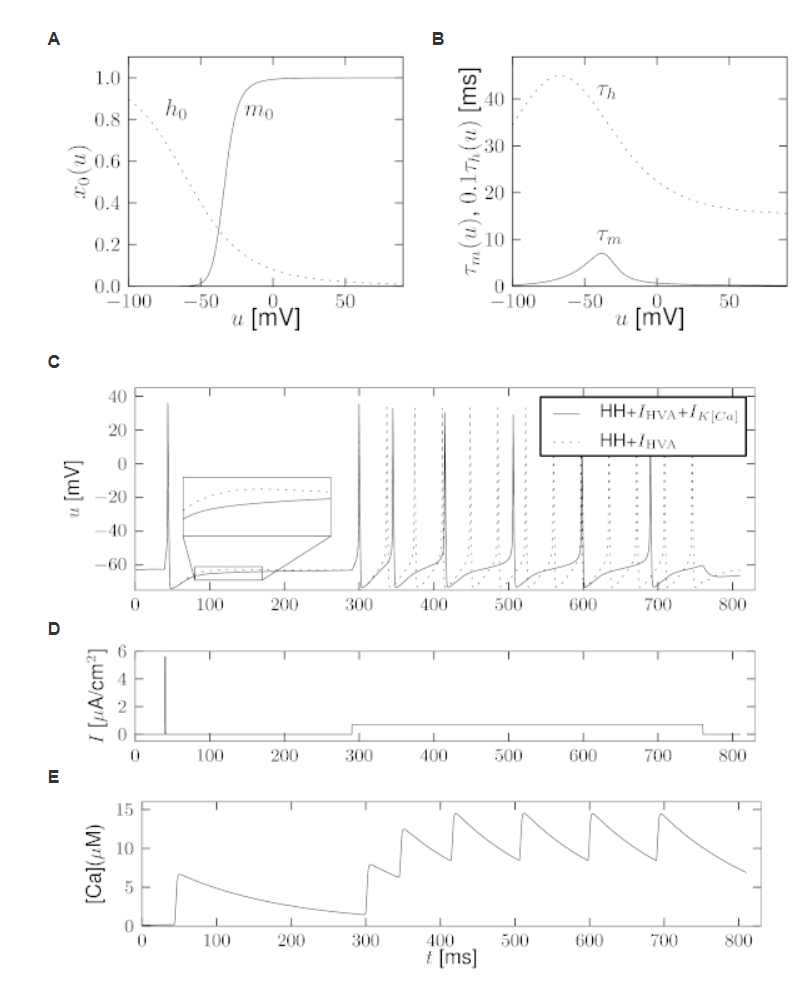 A
B
1.0
0.8
0.6
0.4
0.2
0.0
x₀(u)
h₀
m₀
−100
−50
0
50
u [mV]
40
30
20
10
0
τₘ(u), 0.1τₕ(u) [ms]
τₕ
τₘ
−100
−50
0
50
u [mV]
C
40
20
0
−20
−40
−60
u [mV]
HH+I_HVA+I_K[Ca]
HH+I_HVA
0 100 200 300 400 500 600 700 800
D
6
4
2
0
I [μA/cm²]
0 100 200 300 400 500 600 700 800
E
15
10
5
0
[Ca](μM)
0 100 200 300 400 500 600 700 800
t [ms]